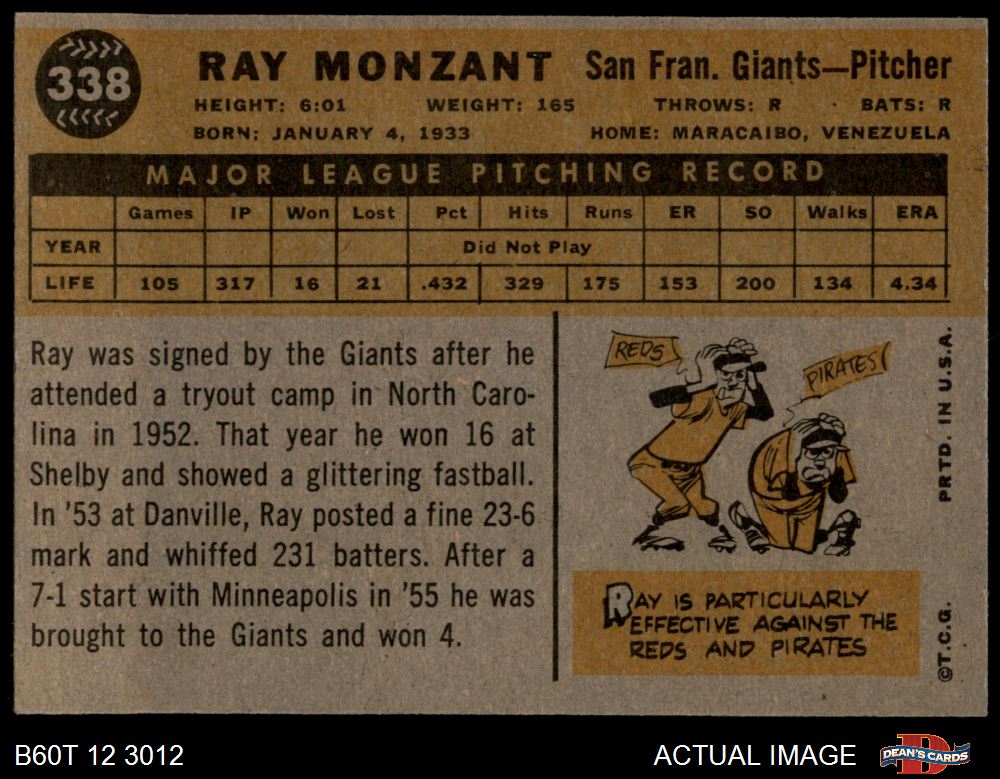 338
RAY MONZANT San Fran. Giants—Pitcher
HEIGHT: 6:01 WEIGHT: 165 THROWS: R · BATS: R
BORN: JANUARY 4, 1933 HOME: MARACAIBO, VENEZUELA
MAJOR LEAGUE PITCHING RECORD
Games IP Won Lost Pct Hits Runs ER SO Walks ERA
YEAR Did Not Play
LIFE 105 317 16 21 .432 329 175 153 200 134 4.34
Ray was signed by the Giants after he
attended a tryout camp in North Caro-
lina in 1952. That year he won 16 at
Shelby and showed a glittering fastball.
In '53 at Danville, Ray posted a fine 23-6
mark and whiffed 231 batters. After a
7-1 start with Minneapolis in '55 he was
brought to the Giants and won 4.
REDS
PIRATES
RAY IS PARTICULARLY
EFFECTIVE AGAINST THE
REDS AND PIRATES
PRTD. IN U.S.A.
©T.C.G.
B60T 12 3012 ACTUAL IMAGE
D
DEAN'S CARDS